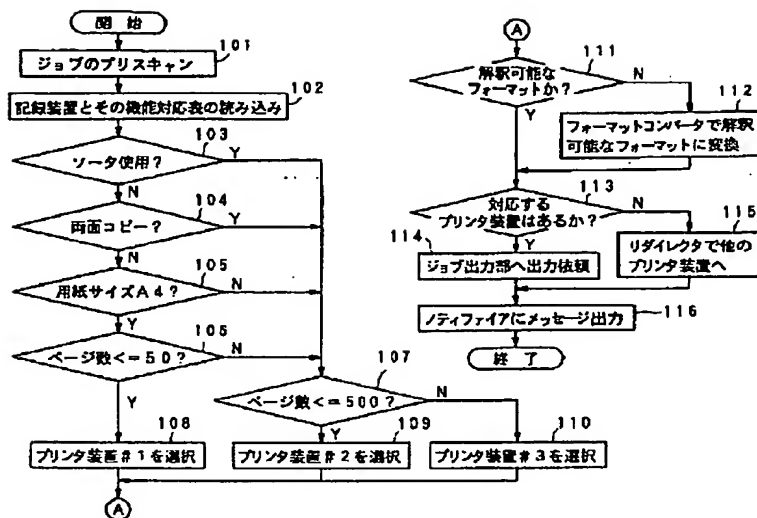 開始
101
ジョブのプリスキャン
102
記録装置とその機能対応表の読み込み
103
ソータ使用?
Y
N
104
両面コピー?
Y
N
105
用紙サイズA4?
N
Y
106
ページ数<=50?
N
Y
107
ページ数<=500?
N
Y
108
プリンタ装置#1を選択
109
プリンタ装置#2を選択
110
プリンタ装置#3を選択
A
A
111
解釈可能な
フォーマットか?
N
Y
112
フォーマットコンバータで解釈
可能なフォーマットに変換
113
対応する
プリンタ装置はあるか?
N
Y
114
ジョブ出力部へ出力依頼
115
リダイレクタで他の
プリンタ装置へ
ノティファイアにメッセージ出力
116
終了